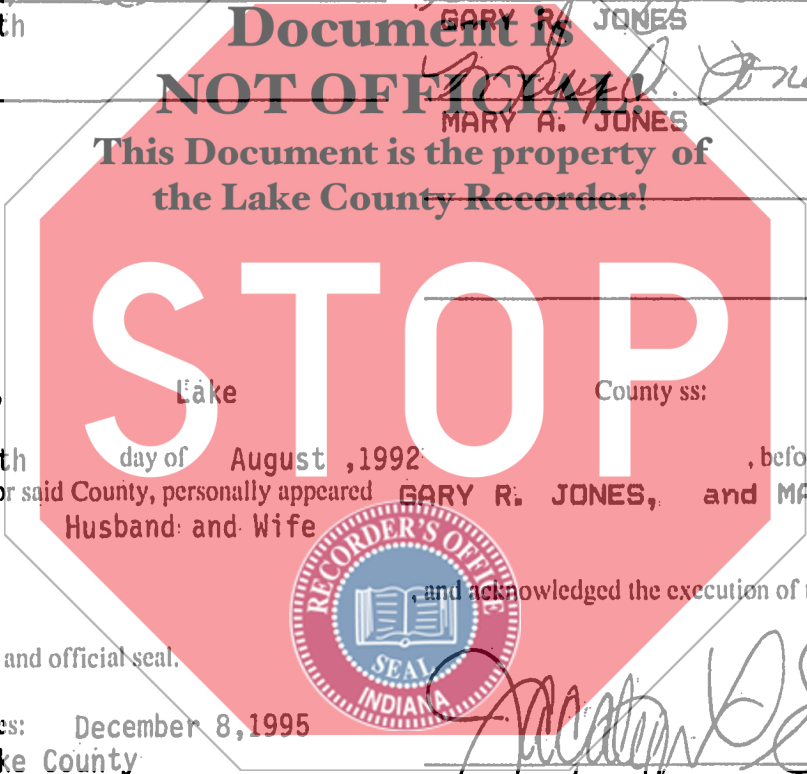 th
GARY R. JONES
Document is
NOT OFFICIAL!
MARY A. JONES
This Document is the property of
the Lake County Recorder!
STOP
Lake County ss:
th day of August ,1992 , befo
r said County, personally appeared GARY R. JONES, and MA
Husband and Wife
RECORDER'S OFFICE
, and acknowledged the execution of
SEAL
and official seal.
INDIANA
es: December 8,1995
ke County